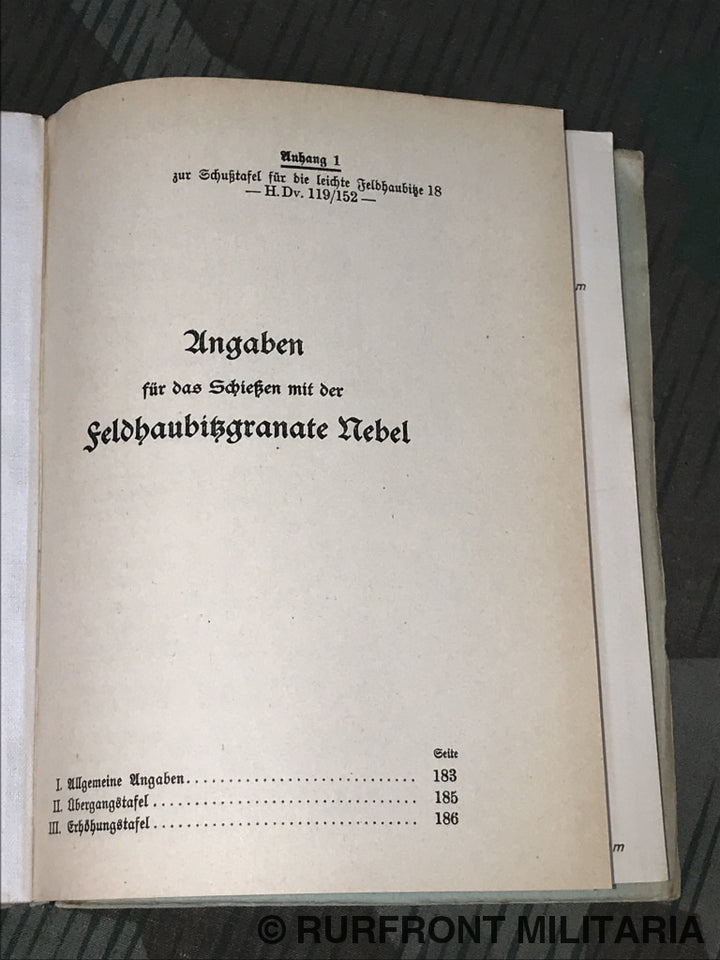 Anhang 1
zur Schußtafel für die leichte Feldhaubitze 18
— H. Dv. 119/152 —
m
Angaben
für das Schießen mit der
Feldhaubitzgranate Nebel
Seite
I. Allgemeine Angaben........................... 183
II. Übergangstafel ............................... 185
III. Erhöhungstafel............................... 186
m
© RURFRONT MILITARIA